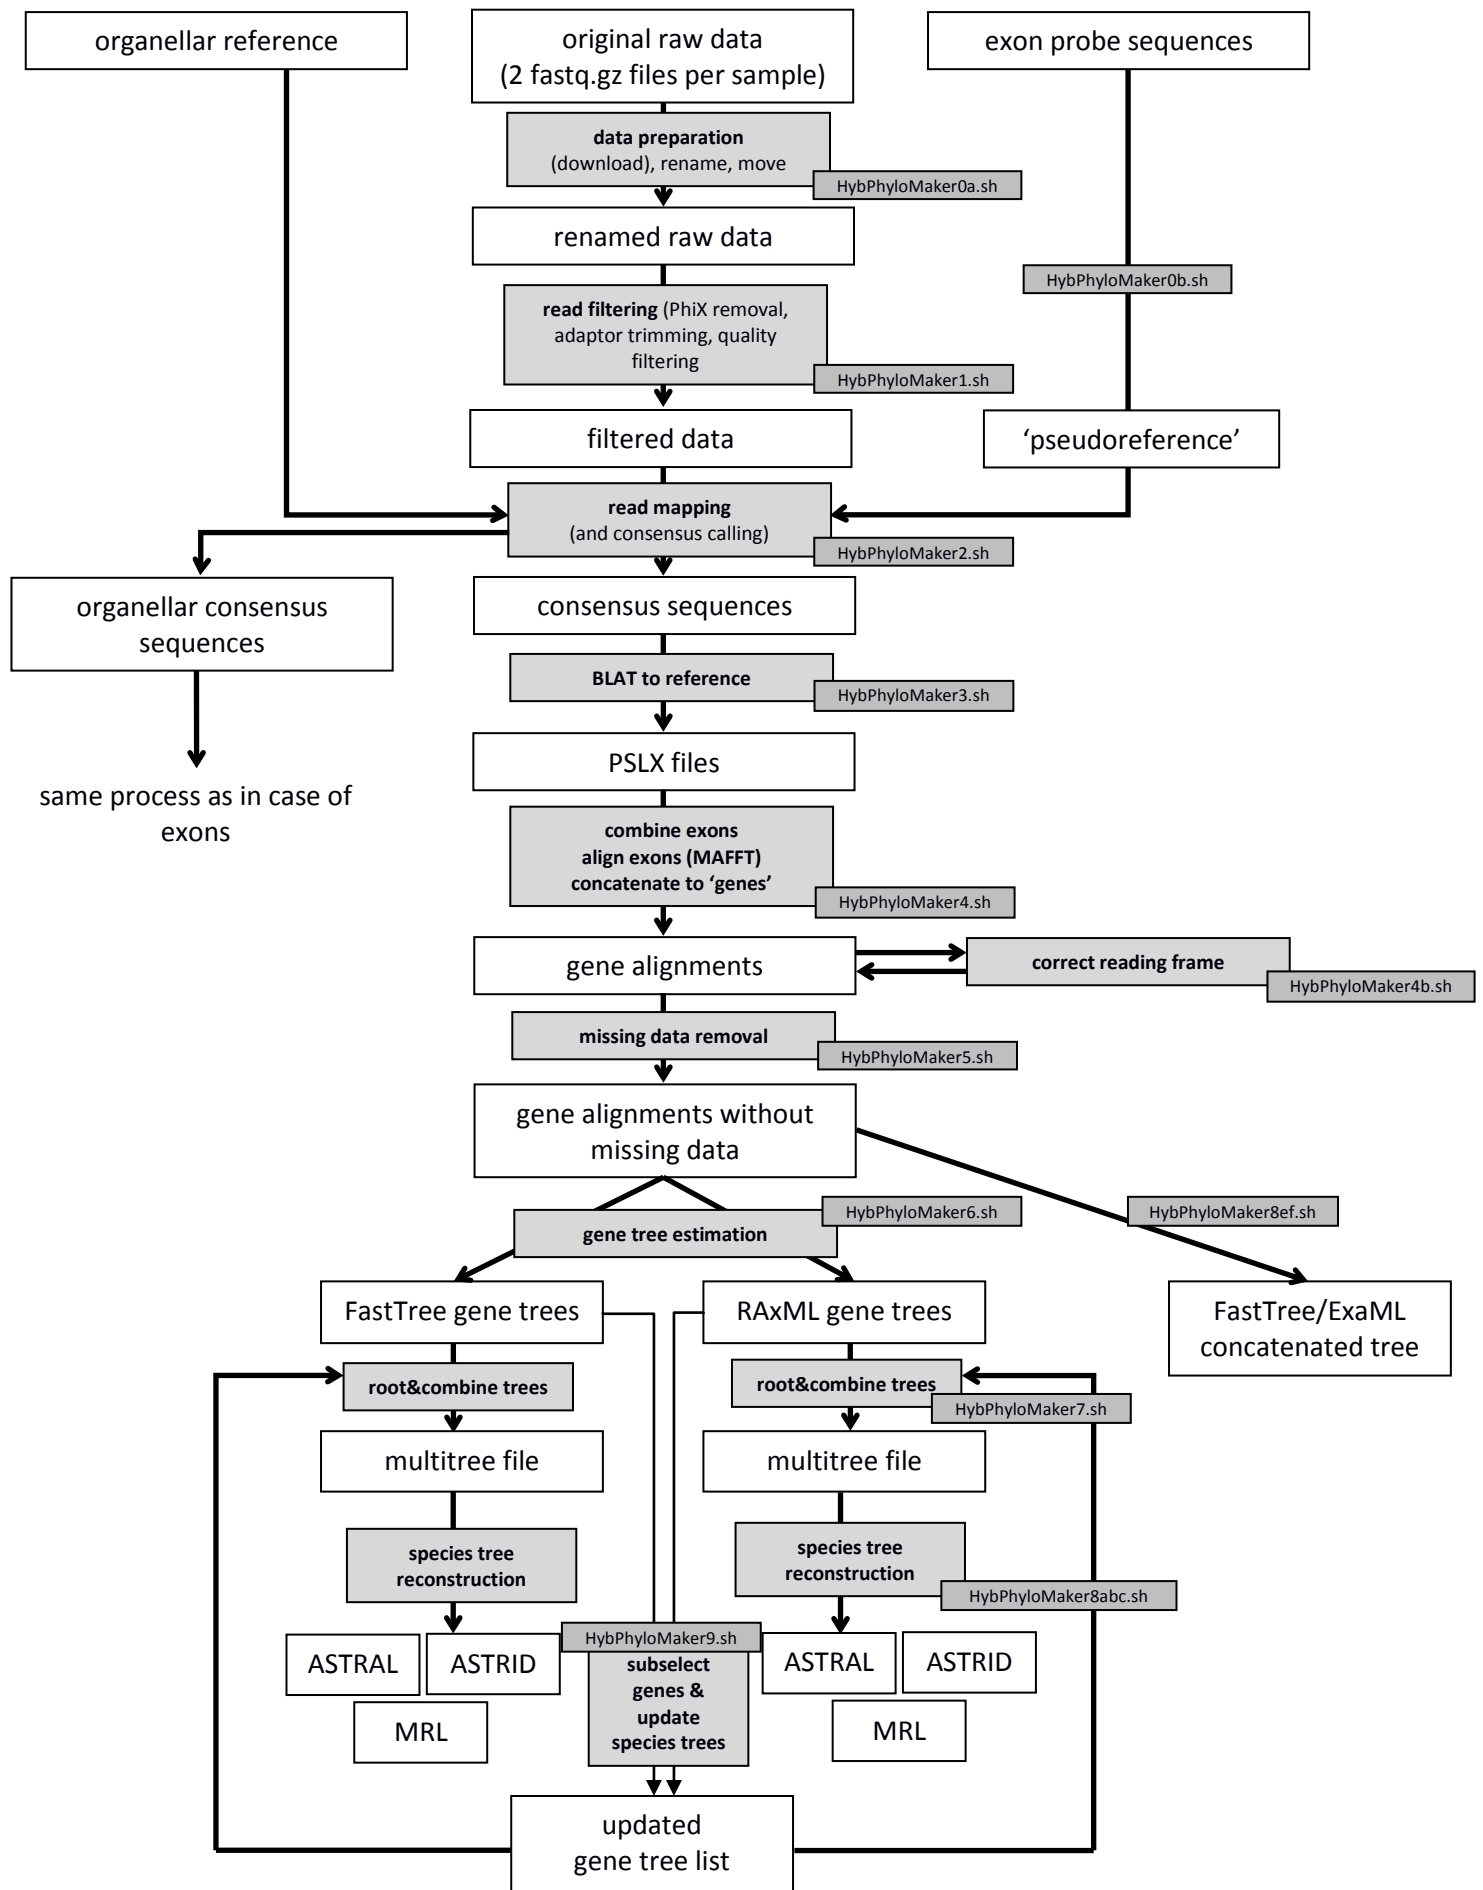 organellar reference
original raw data
(2 fastq.gz files per sample)
exon probe sequences
data preparation
(download), rename, move
HybPhyloMaker0a.sh
renamed raw data
HybPhyloMaker0b.sh
read filtering (PhiX removal,
adaptor trimming, quality
filtering
HybPhyloMaker1.sh
filtered data
‘pseudoreference’
read mapping
(and consensus calling)
HybPhyloMaker2.sh
organellar consensus
sequences
consensus sequences
BLAT to reference
HybPhyloMaker3.sh
PSLX files
same process as in case of
exons
combine exons
align exons (MAFFT)
concatenate to ‘genes’
HybPhyloMaker4.sh
gene alignments
correct reading frame
HybPhyloMaker4b.sh
missing data removal
HybPhyloMaker5.sh
gene alignments without
missing data
HybPhyloMaker6.sh
HybPhyloMaker8ef.sh
gene tree estimation
FastTree gene trees
RAxML gene trees
FastTree/ExaML
concatenated tree
root&combine trees
root&combine trees
HybPhyloMaker7.sh
multitree file
multitree file
species tree
reconstruction
species tree
reconstruction
HybPhyloMaker8abc.sh
HybPhyloMaker9.sh
ASTRAL
ASTRID
MRL
subselect
genes &
update
species trees
ASTRAL
ASTRID
MRL
updated
gene tree list